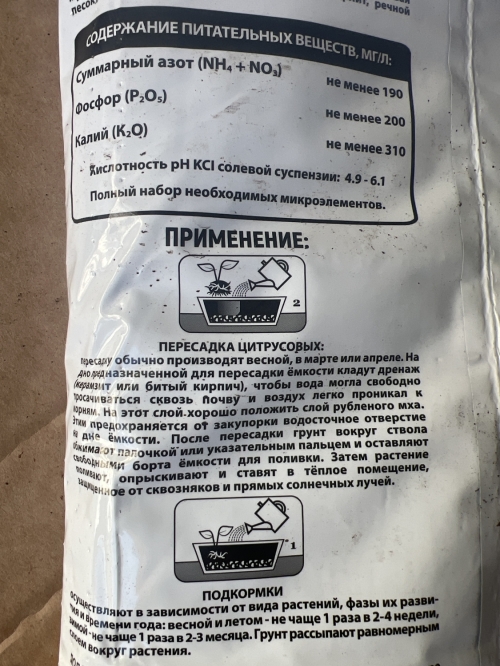 песок, речной
СОДЕРЖАНИЕ ПИТАТЕЛЬНЫХ ВЕЩЕСТВ, МГ/Л:
Суммарный азот (NH₄ + NO₃) не менее 190
Фосфор (P₂O₅) не менее 200
Калий (K₂O) не менее 310
Кислотность pH KCl солевой суспензии: 4.9 - 6.1
Полный набор необходимых микроэлементов.
ПРИМЕНЕНИЕ:
2
ПЕРЕСАДКА ЦИТРУСОВЫХ:
пересадку обычно производят весной, в марте или апреле. На
дно предназначенной для пересадки ёмкости кладут дренаж
(керамзит или битый кирпич), чтобы вода могла свободно
просачиваться сквозь почву и воздух легко проникал к
корням. На этот слой хорошо положить слой рубленого мха.
Этим предохраняется от закупорки водосточное отверстие
на дне ёмкости. После пересадки грунт вокруг ствола
обжимают палочкой или указательным пальцем и оставляют
свободными борта ёмкости для поливки. Затем растение
поливают, опрыскивают и ставят в тёплое помещение,
защищенное от сквозняков и прямых солнечных лучей.
1
ПОДКОРМКИ
осуществляют в зависимости от вида растений, фазы их разви-
тия и времени года: весной и летом - не чаще 1 раза в 2-4 недели,
зимой - не чаще 1 раза в 2-3 месяца. Грунт рассыпают равномерным
слоем вокруг растения.